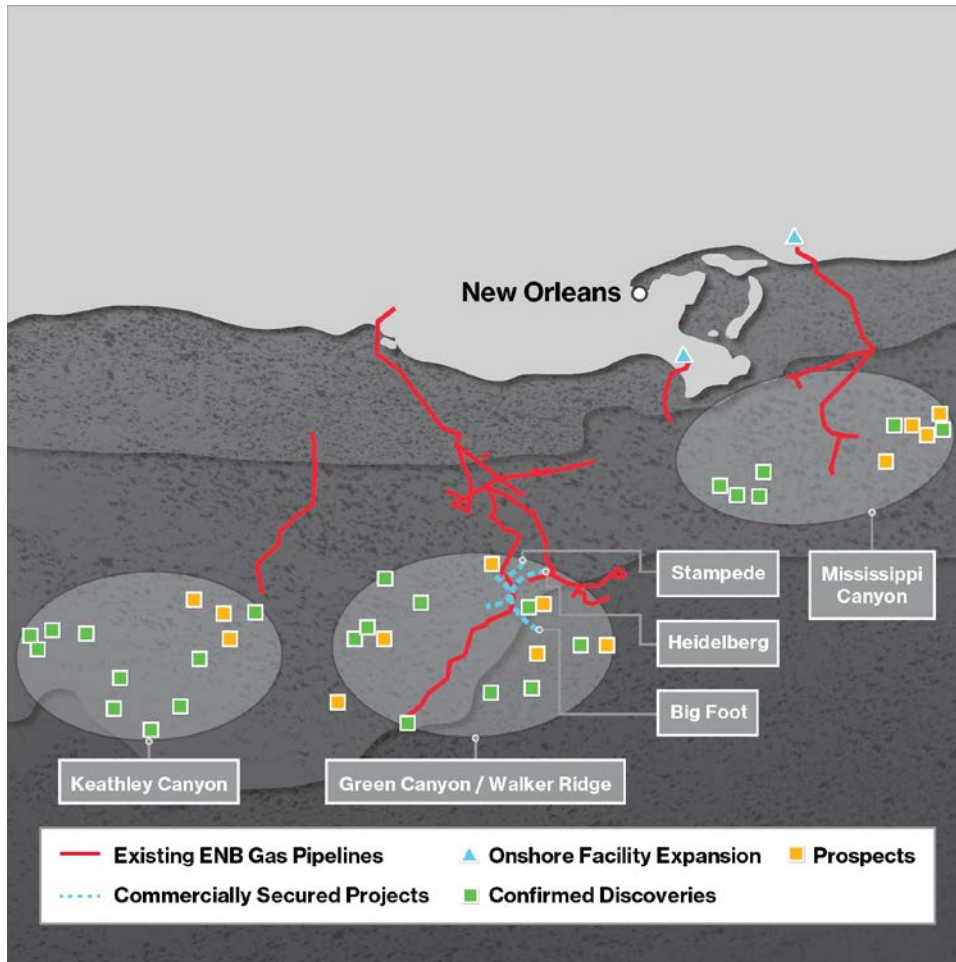 New Orleans
Stampede
Mississippi
Canyon
Heidelberg
Big Foot
Keathley Canyon
Green Canyon / Walker Ridge
Existing ENB Gas Pipelines
Onshore Facility Expansion
Prospects
Commercially Secured Projects
Confirmed Discoveries